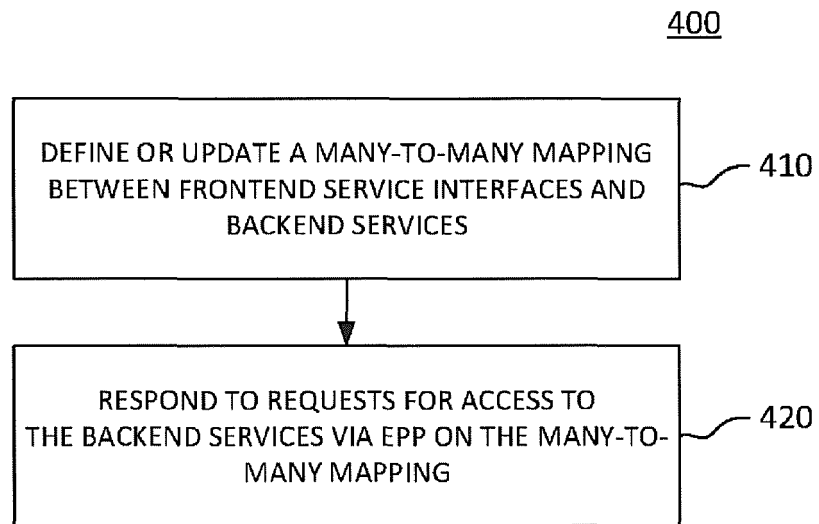 400
DEFINE OR UPDATE A MANY-TO-MANY MAPPING
BETWEEN FRONTEND SERVICE INTERFACES AND
BACKEND SERVICES
410
RESPOND TO REQUESTS FOR ACCESS TO
THE BACKEND SERVICES VIA EPP ON THE MANY-TO-
MANY MAPPING
420